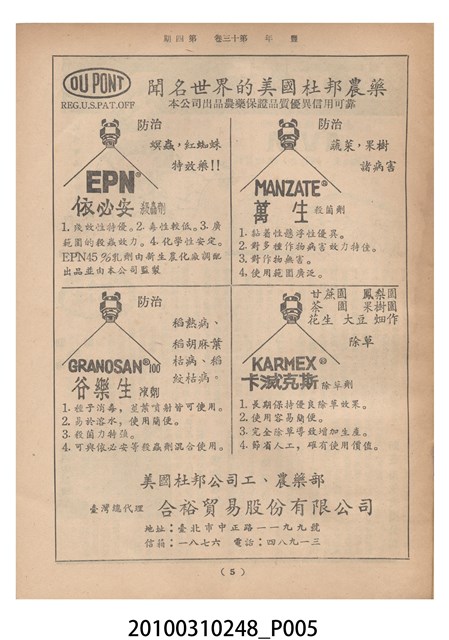 豐年 第十三卷 第四期
DU PONT
REG.U.S.PAT.OFF
聞名世界的美國杜邦農藥
本公司出品農藥保證品質優異信用可靠
防治
螟蟲，紅蜘蛛
特效藥!!
EPN®
依必安 殺蟲劑
1. 殘效性特優。2. 毒性較低。3. 廣
範圍的殺蟲效力。4. 化學性安定。
EPN45%乳劑由新生農化廠調配
出品並由本公司監製
防治
蔬菜，果樹
諸病害
MANZATE®
萬生 殺菌劑
1. 黏着性懸浮性優異。
2. 對多種作物病害效力特佳。
3. 對作物無害。
4. 使用範圍廣泛。
防治
稻熱病、
稻胡麻葉
枯病、稻
紋枯病。
GRANOSAN®100
谷樂生 液劑
1. 種子消毒，莖葉噴射皆可使用。
2. 易於溶水，使用簡便。
3. 殺菌力特強。
4. 可與依必安等殺蟲劑混合使用。
甘蔗園 鳳梨園
茶園 果樹園
花生 大豆 畑作
除草
KARMEX®
卡滅克斯 除草劑
1. 長期保持優良除草效果。
2. 使用容易簡便。
3. 完全除草導致增加生產。
4. 節省人工，確有使用價值。
美國杜邦公司工、農藥部
臺灣總代理 合裕貿易股份有限公司
地址：臺北市中正路一一九九號
信箱：一八七六 電話：四八九一三
(5)
20100310248_P005